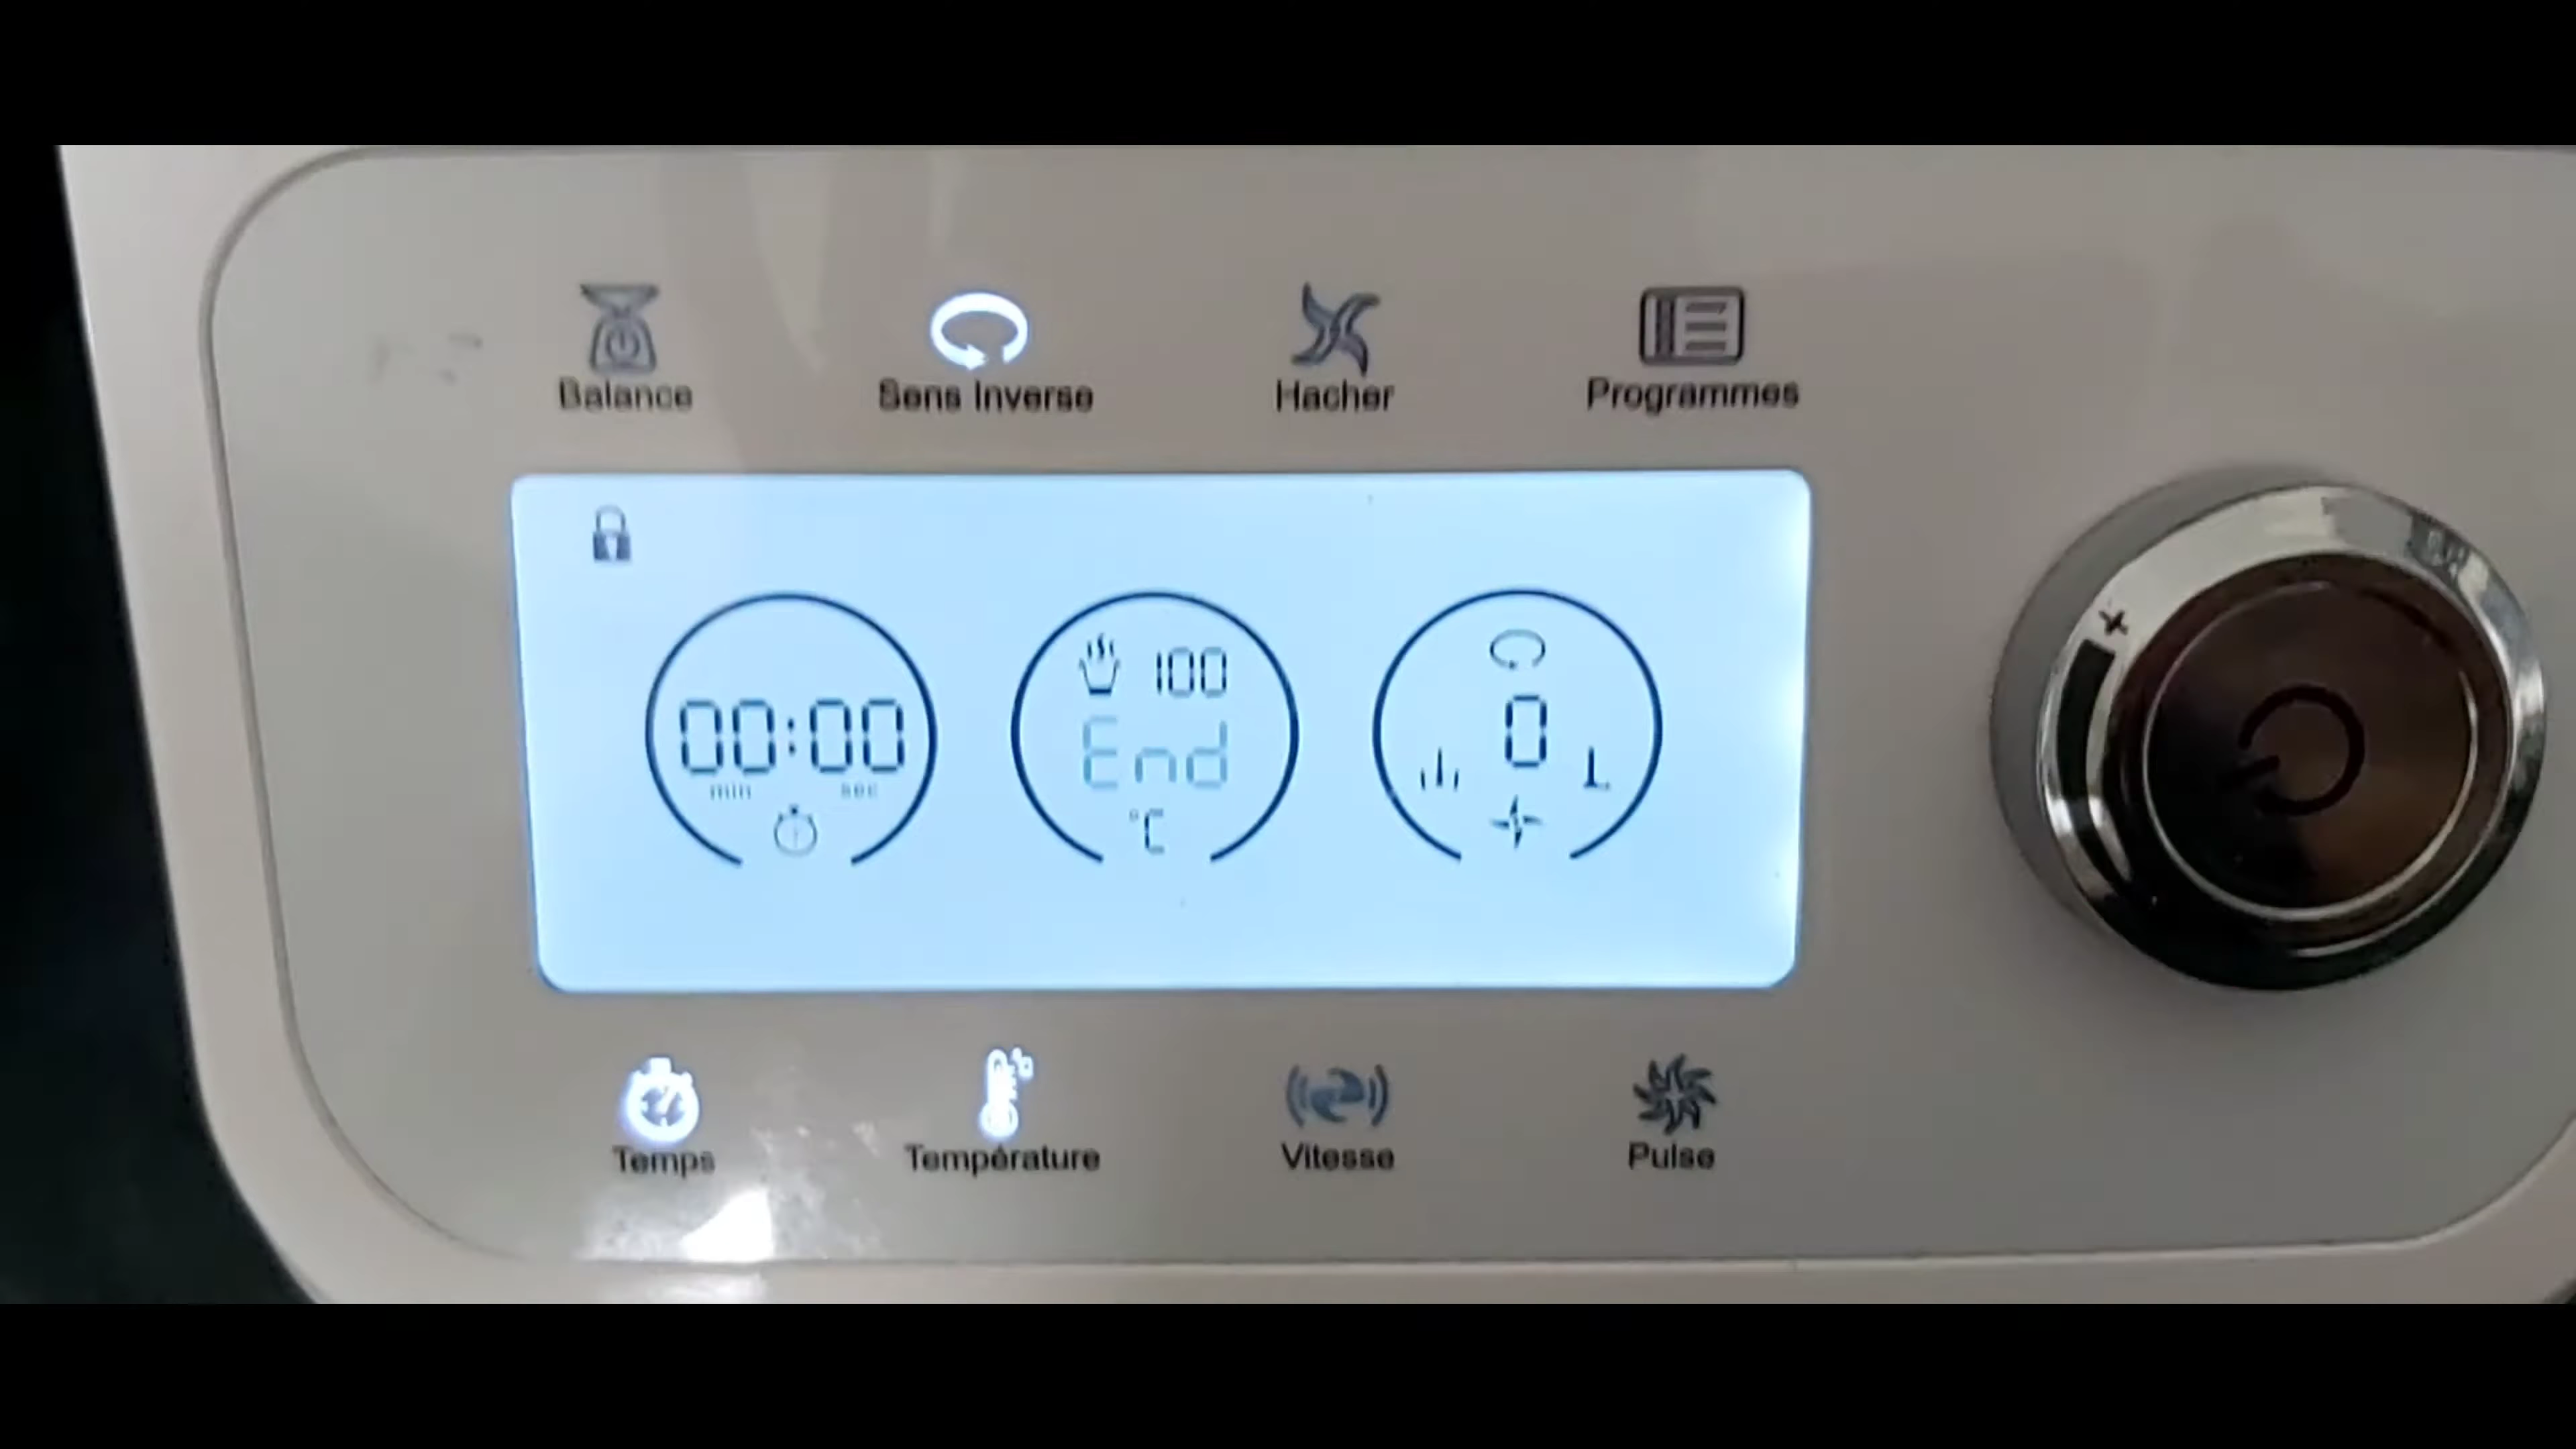 Balance
Sens Inverse
Hacher
Programmes
00:00
min sec
100
End
°C
0
+
Temps
Température
Vitesse
Pulse